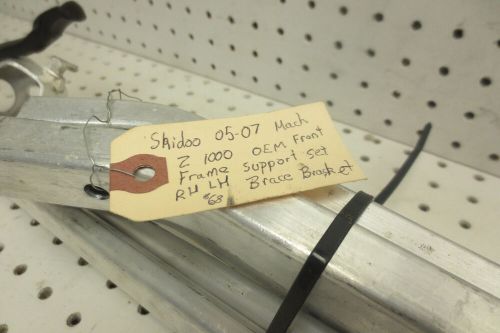 Skidoo 05-07 Mach
Z 1000 OEM Front
Frame Support Set
RH LH Brace Bracket
#68